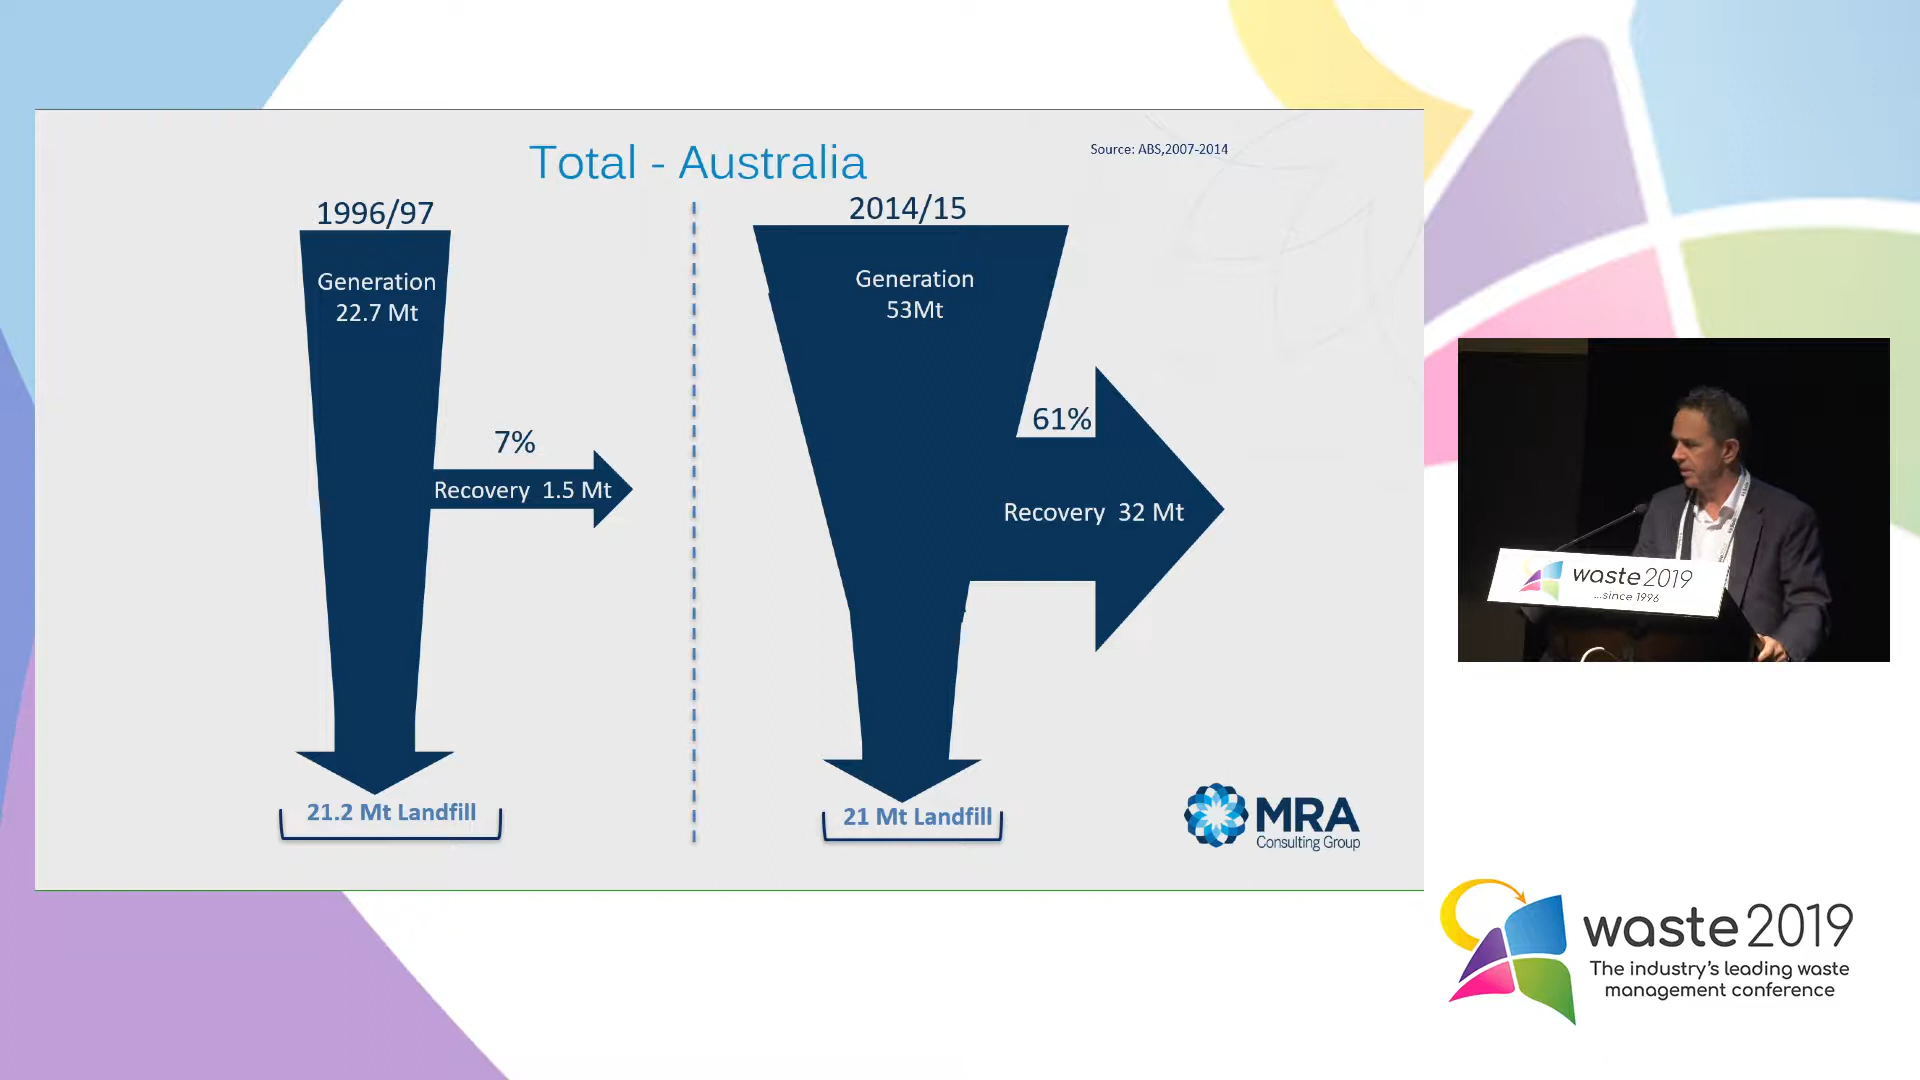 Total - Australia
Source: ABS,2007-2014
1996/97
Generation
22.7 Mt
7%
Recovery 1.5 Mt
21.2 Mt Landfill
2014/15
Generation
53Mt
61%
Recovery 32 Mt
21 Mt Landfill
MRA
Consulting Group
waste 2019
...since 1996
waste 2019
The industry's leading waste
management conference